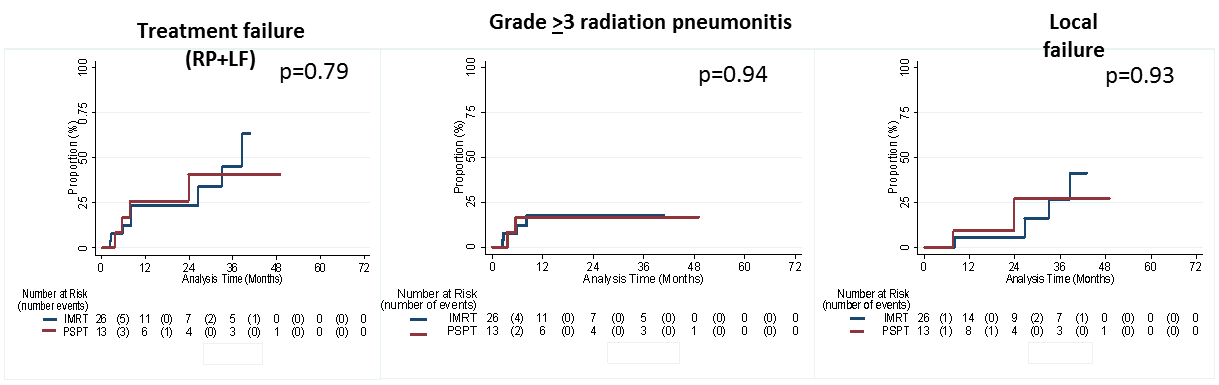 Treatment failure
(RP+LF)
p=0.79
Proportion (%)
100
0.75
50
25
0
0 12 24 36 48 60 72
Analysis Time (Months)
Number at Risk
(number events)
IMRT 26 (5) 11 (0) 7 (2) 5 (1) 0 (0) 0 (0) 0
PSPT 13 (3) 6 (1) 4 (0) 3 (0) 1 (0) 0 (0) 0
Grade >3 radiation pneumonitis
p=0.94
Proportion (%)
100
75
50
25
0
0 12 24 36 48 60 72
Analysis Time (Months)
Number at Risk
(number of events)
IMRT 26 (4) 11 (0) 7 (0) 5 (0) 0 (0) 0 (0) 0
PSPT 13 (2) 6 (0) 4 (0) 3 (0) 1 (0) 0 (0) 0
Local
failure
p=0.93
Proportion (%)
100
75
50
25
0
0 12 24 36 48 60 72
Analysis Time (Months)
Number at Risk
(number of events)
IMRT 26 (1) 14 (0) 9 (2) 7 (1) 0 (0) 0 (0) 0
PSPT 13 (1) 8 (1) 4 (0) 3 (0) 1 (0) 0 (0) 0